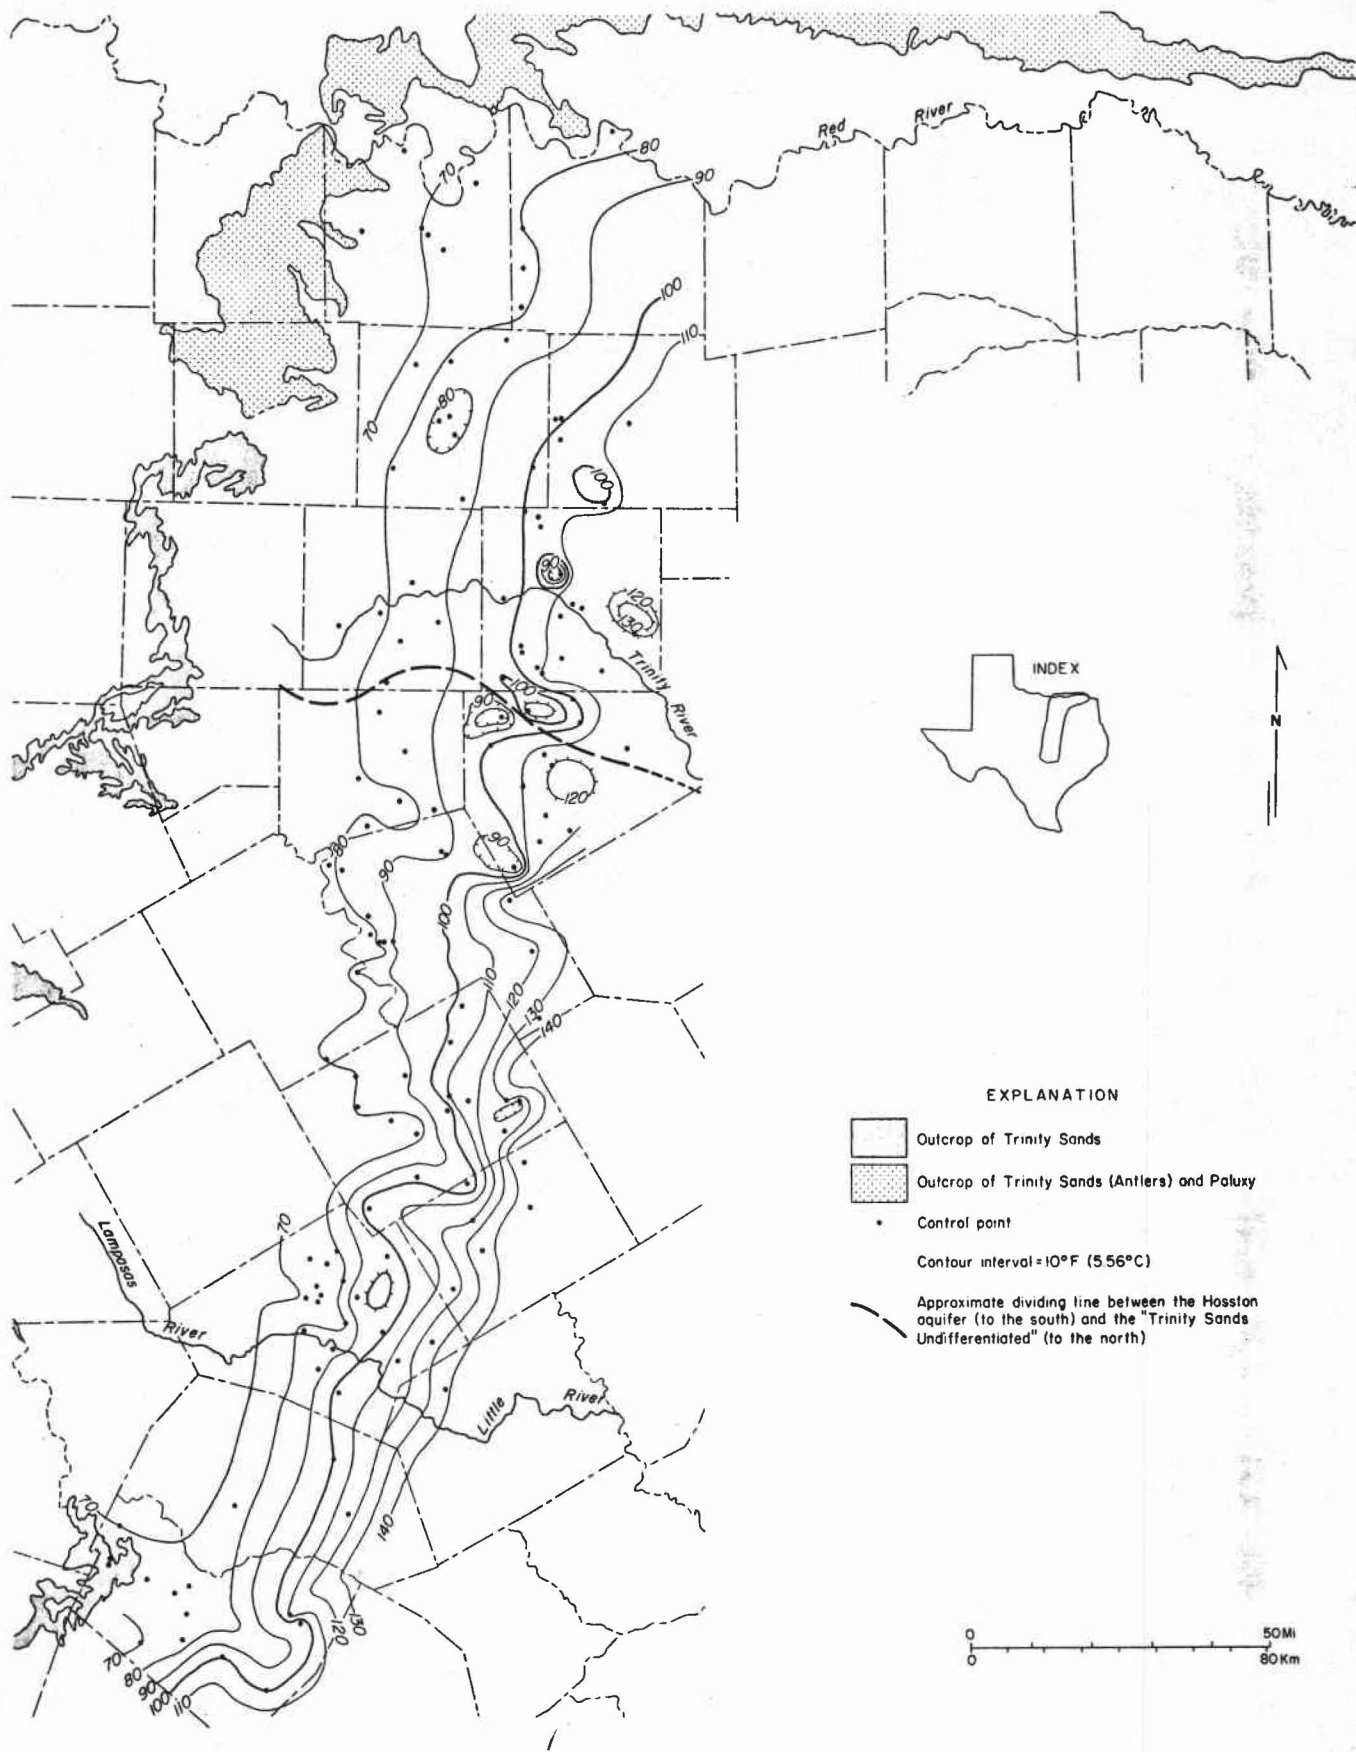 80
Red
River
70
90
100
110
80
70
100
90
120
130
Trinity
River
100
90
120
90
80
90
100
110
120
130
140
INDEX
N
EXPLANATION
Outcrop of Trinity Sands
Outcrop of Trinity Sands (Antlers) and Paluxy
Control point
Contour interval = 10°F (5.56°C)
Approximate dividing line between the Hosston
aquifer (to the south) and the "Trinity Sands
Undifferentiated" (to the north)
70
Lampasas
River
Little
River
70
140
130
120
70
80
90
100
110
0
50 Mi
0
80 Km